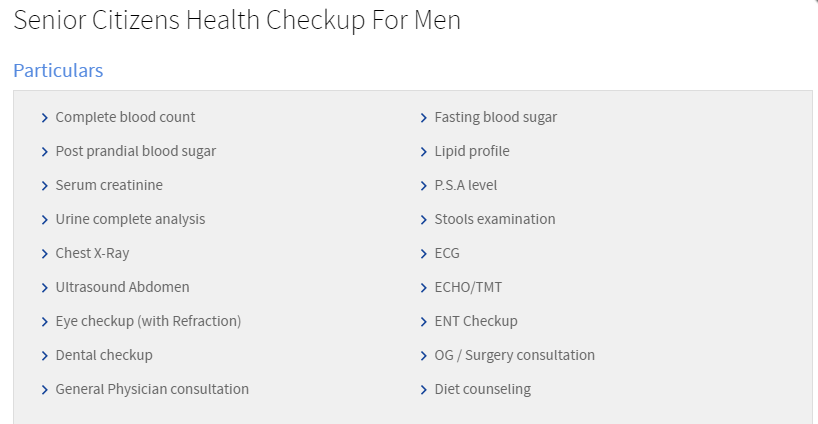 Senior Citizens Health Checkup For Men
Particulars
Complete blood count
Fasting blood sugar
Post prandial blood sugar
Lipid profile
Serum creatinine
P.S.A level
Urine complete analysis
Stools examination
Chest X-Ray
ECG
Ultrasound Abdomen
ECHO/TMT
Eye checkup (with Refraction)
ENT Checkup
Dental checkup
OG / Surgery consultation
General Physician consultation
Diet counseling